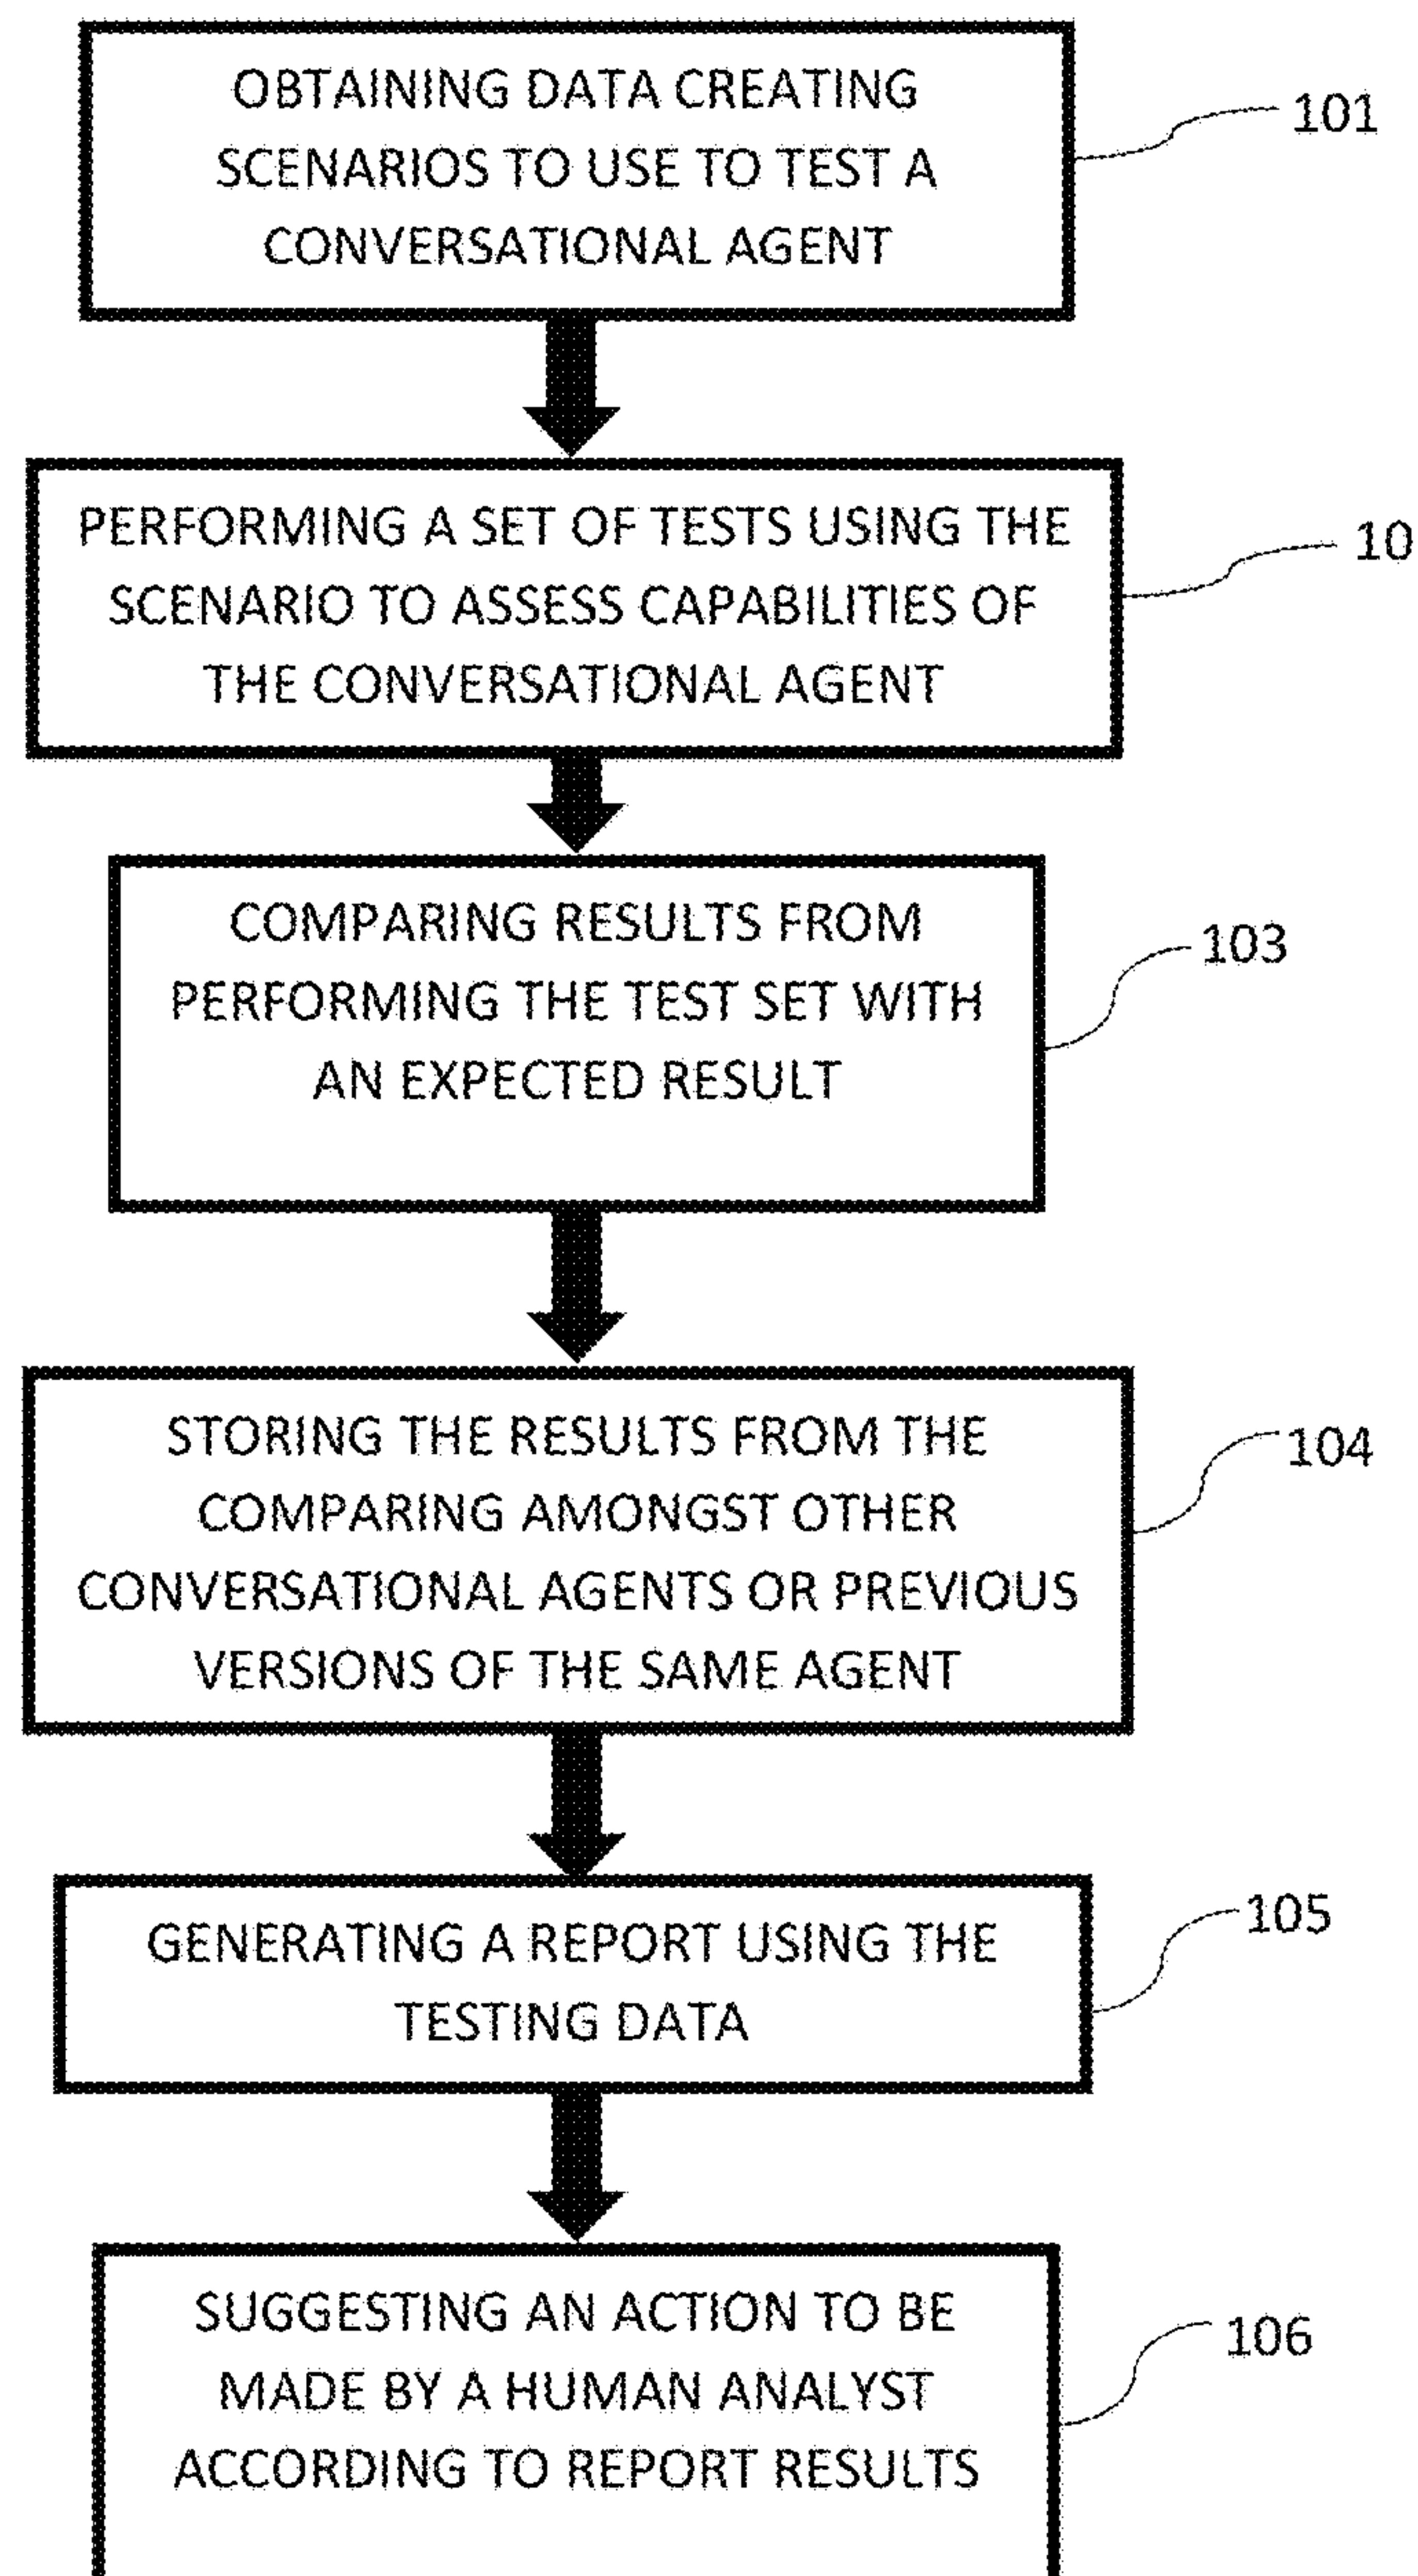 OBTAINING DATA CREATING
SCENARIOS TO USE TO TEST A
CONVERSATIONAL AGENT
101
PERFORMING A SET OF TESTS USING THE
SCENARIO TO ASSESS CAPABILITIES OF
THE CONVERSATIONAL AGENT
10
COMPARING RESULTS FROM
PERFORMING THE TEST SET WITH
AN EXPECTED RESULT
103
STORING THE RESULTS FROM THE
COMPARING AMONGST OTHER
CONVERSATIONAL AGENTS OR PREVIOUS
VERSIONS OF THE SAME AGENT
104
GENERATING A REPORT USING THE
TESTING DATA
105
SUGGESTING AN ACTION TO BE
MADE BY A HUMAN ANALYST
ACCORDING TO REPORT RESULTS
106